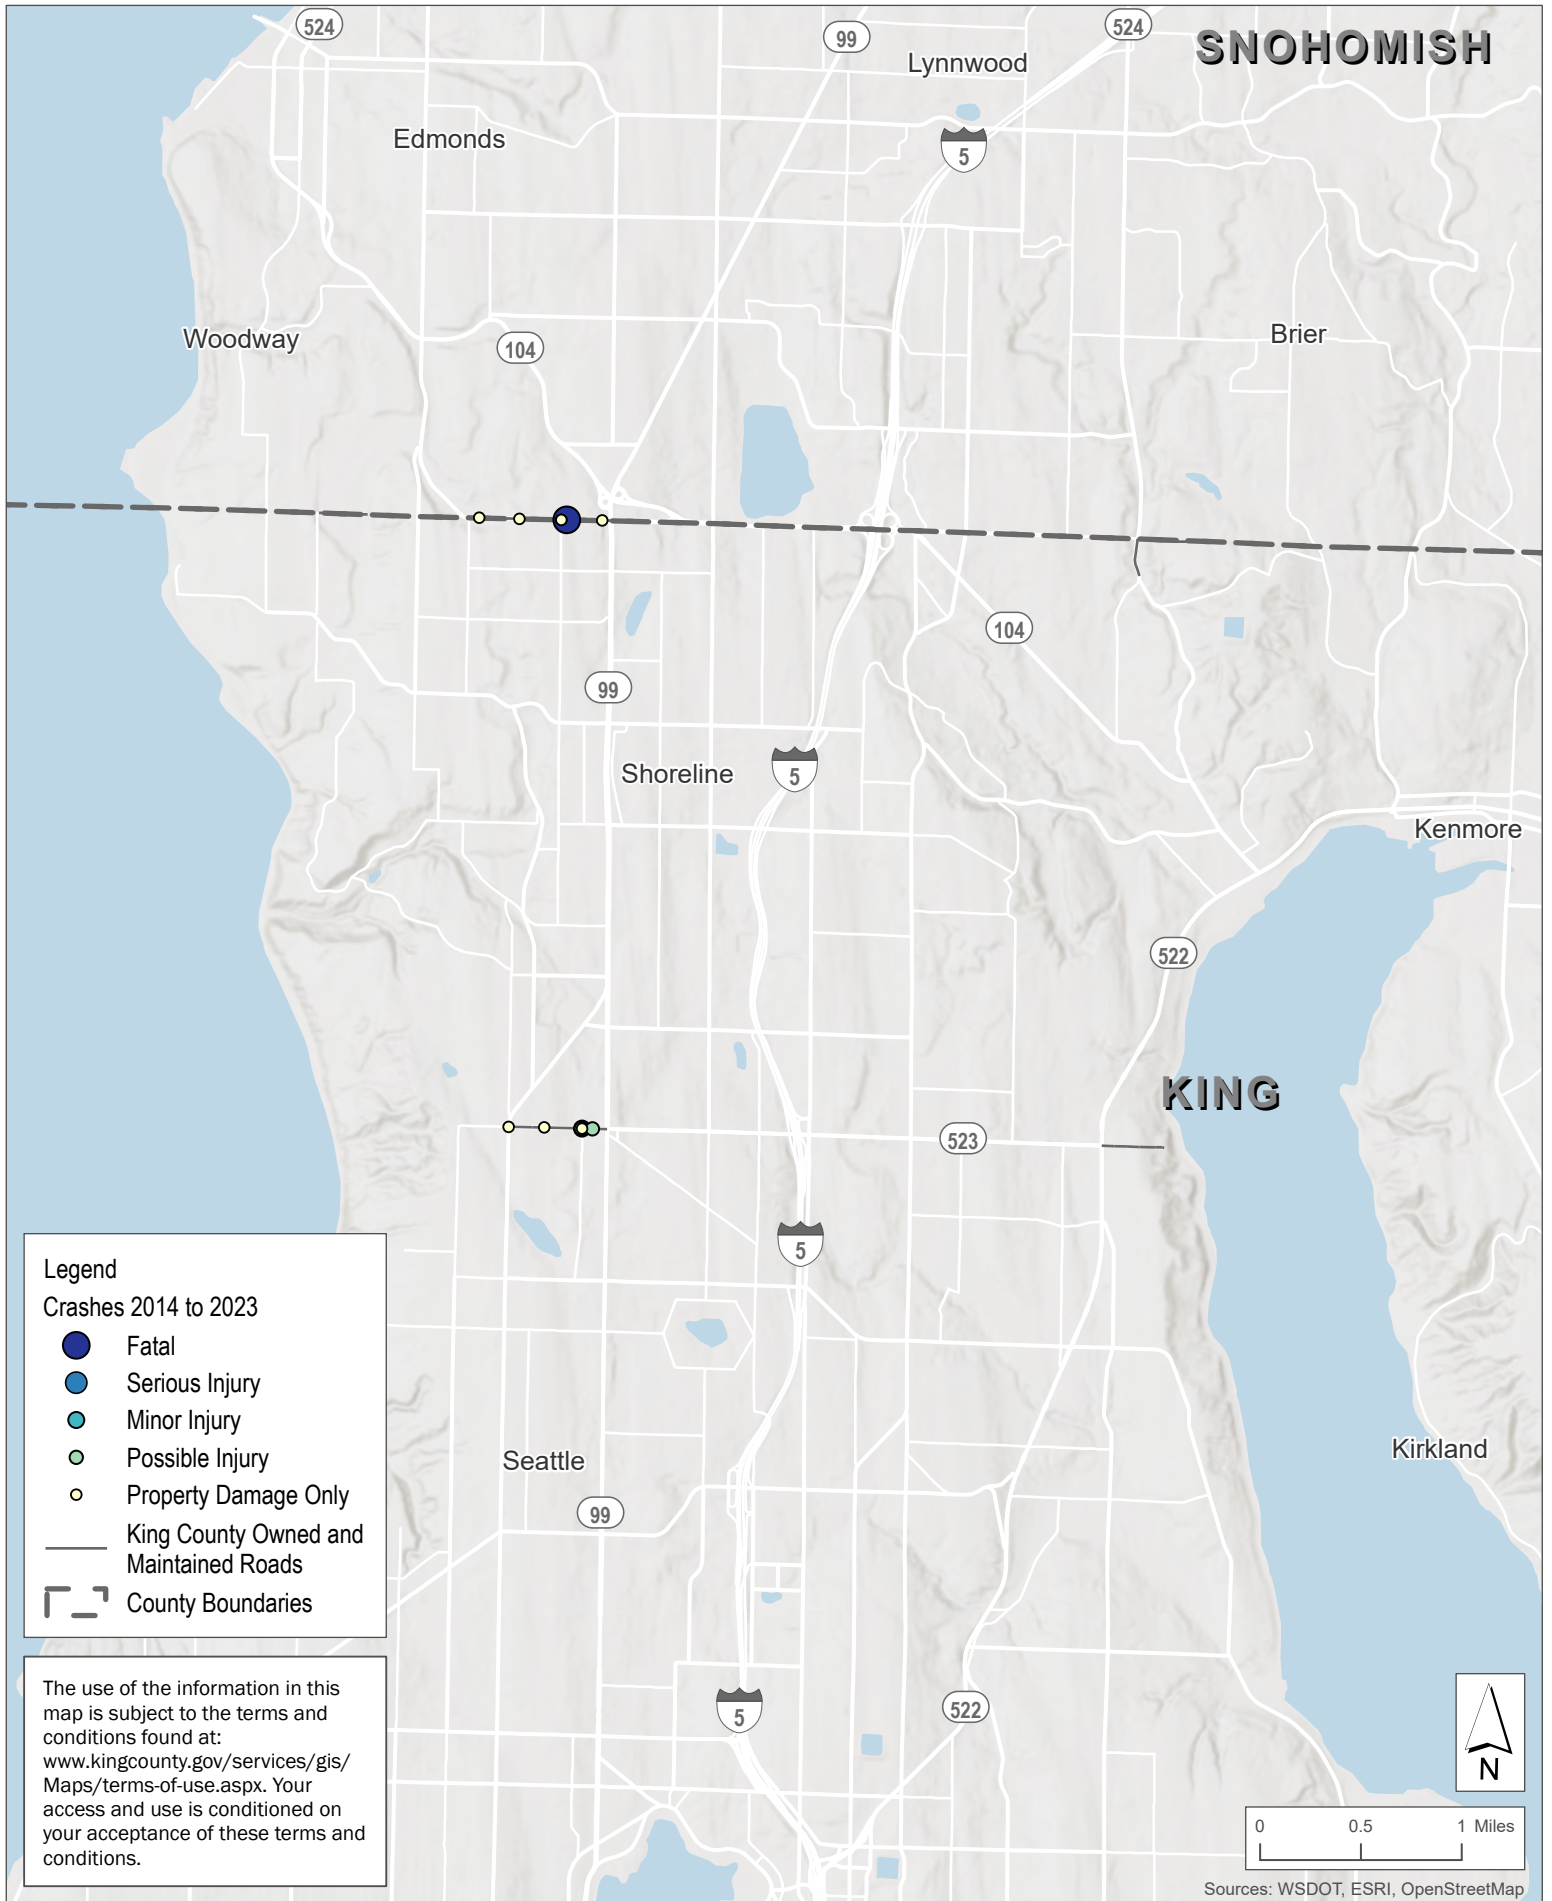 524
99
524
SNOHOMISH
Lynnwood
Edmonds
5
Woodway
104
Brier
104
99
Shoreline
5
Kenmore
522
KING
523
5
Legend
Crashes 2014 to 2023
Fatal
Serious Injury
Minor Injury
Possible Injury
Property Damage Only
King County Owned and
Maintained Roads
County Boundaries
Seattle
Kirkland
99
The use of the information in this
map is subject to the terms and
conditions found at:
www.kingcounty.gov/services/gis/
Maps/terms-of-use.aspx. Your
access and use is conditioned on
your acceptance of these terms and
conditions.
5
522
N
0 0.5 1 Miles
Sources: WSDOT, ESRI, OpenStreetMap